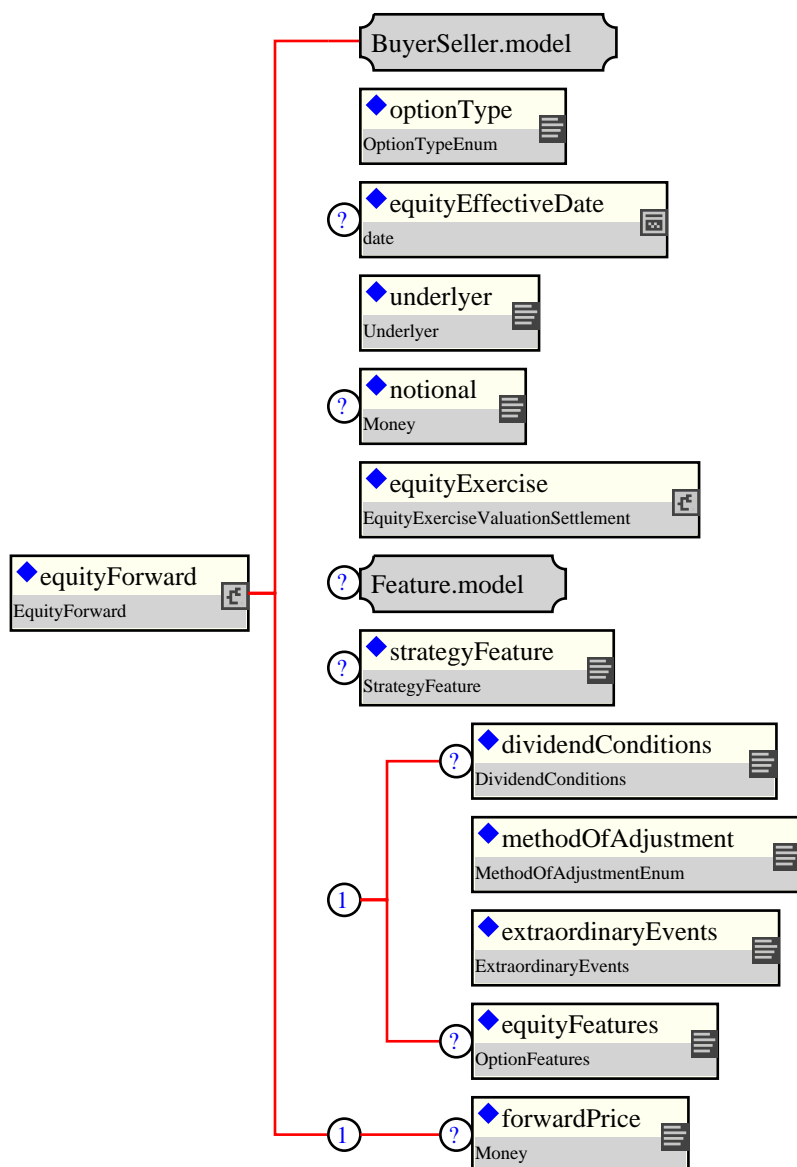 BuyerSeller.model
optionType
OptionTypeEnum
?
equityEffectiveDate
date
underlyer
Underlyer
?
notional
Money
equityExercise
EquityExerciseValuationSettlement
equityForward
EquityForward
?
Feature.model
?
strategyFeature
StrategyFeature
?
dividendConditions
DividendConditions
methodOfAdjustment
MethodOfAdjustmentEnum
1
extraordinaryEvents
ExtraordinaryEvents
?
equityFeatures
OptionFeatures
1
?
forwardPrice
Money